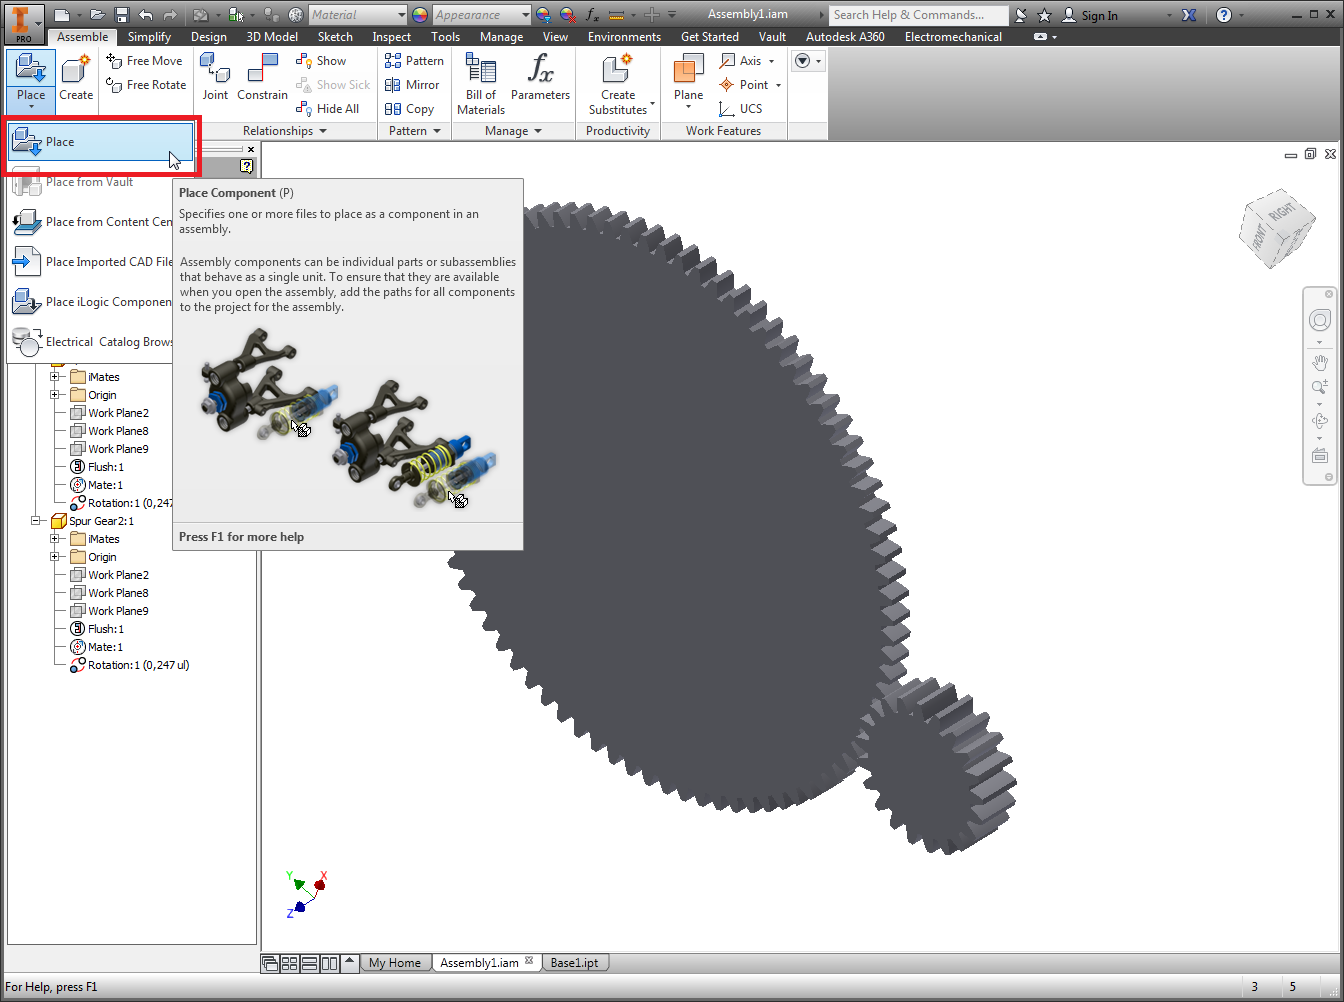 PRO
Material
Appearance
Assembly1.iam
Search Help & Commands...
Sign In
Assemble
Simplify
Design
3D Model
Sketch
Inspect
Tools
Manage
View
Environments
Get Started
Vault
Autodesk A360
Electromechanical
Place
Create
Free Move
Free Rotate
Joint
Constrain
Show
Show Sick
Hide All
Relationships
Pattern
Mirror
Copy
Pattern
Bill of
Materials
Parameters
Manage
Create
Substitutes
Productivity
Plane
Axis
Point
UCS
Work Features
Place
Place from Vault
Place from Content Cen
Place Imported CAD File
Place iLogic Componen
Electrical Catalog Brows
Place Component (P)
Specifies one or more files to place as a component in an
assembly.
Assembly components can be individual parts or subassemblies
that behave as a single unit. To ensure that they are available
when you open the assembly, add the paths for all components
to the project for the assembly.
Press F1 for more help
iMates
Origin
Work Plane2
Work Plane8
Work Plane9
Flush:1
Mate:1
Rotation:1 (0,247
Spur Gear2:1
iMates
Origin
Work Plane2
Work Plane8
Work Plane9
Flush:1
Mate:1
Rotation:1 (0,247 ul)
FRONT
RIGHT
Y
X
Z
My Home
Assembly1.iam
Base1.ipt
For Help, press F1
3
5